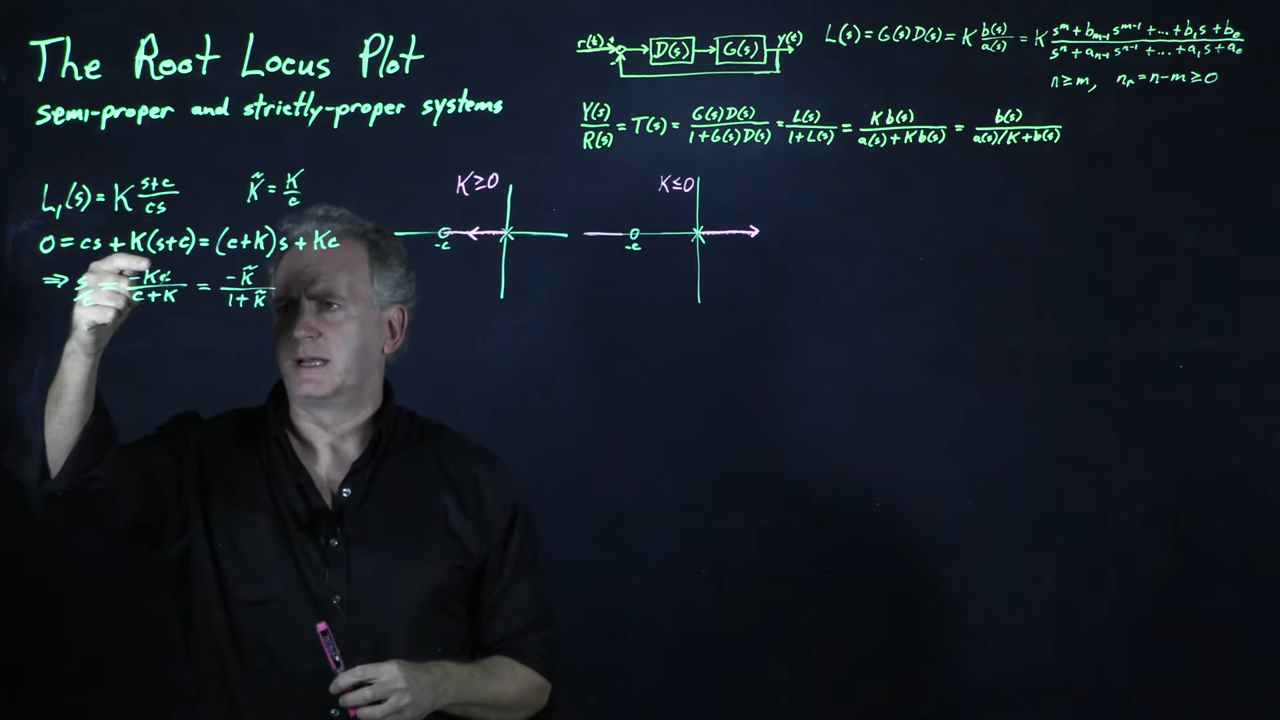 The Root Locus Plot
semi-proper and strictly-proper systems
r(t) + - D(s) G(s) y(t)
L(s) = G(s)D(s) = K b(s)/a(s) = K (s^m + b_{m-1}s^{m-1} + ... + b_1 s + b_0)/(s^n + a_{n-1}s^{n-1} + ... + a_1 s + a_0)
n ≥ m, n_r = n-m ≥ 0
Y(s)/R(s) = T(s) = G(s)D(s)/(1+G(s)D(s)) = L(s)/(1+L(s)) = Kb(s)/(a(s)+Kb(s)) = b(s)/(a(s)/K+b(s))
L_1(s) = K (s+c)/(cs) K̃ = K/c
0 = cs + K(s+c) = (c+K)s + Kc
⇒ s/c = -K̸c̸/(c+K) = -K̃/(1+K̃)
K≥0
-c
K≤0
-c